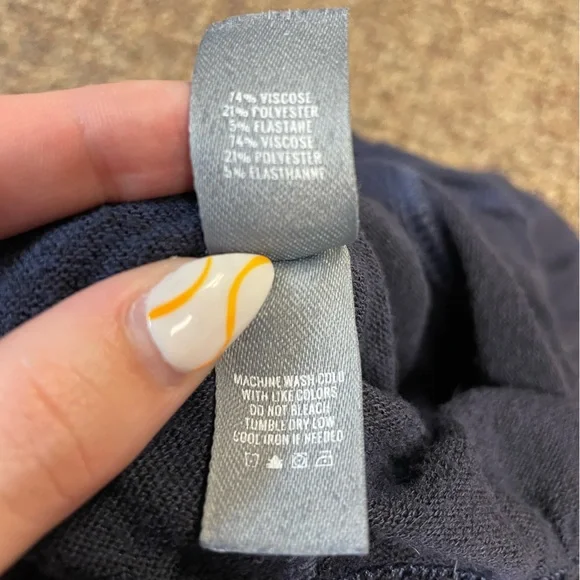 74% VISCOSE
21% POLYESTER
5% ELASTANE
74% VISCOSE
21% POLYESTER
5% ELASTHANNE
MACHINE WASH COLD
WITH LIKE COLORS
DO NOT BLEACH
TUMBLE DRY LOW
COOL IRON IF NEEDED